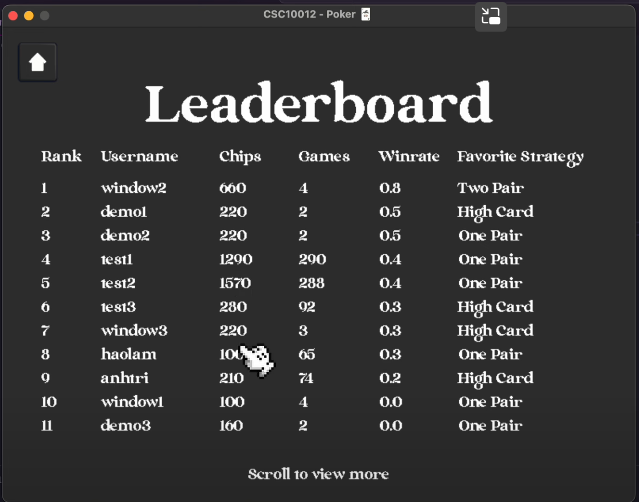 CSC10012 - Poker
Leaderboard
Rank Username Chips Games Winrate Favorite Strategy
1 window2 660 4 0.8 Two Pair
2 demo1 220 2 0.5 High Card
3 demo2 220 2 0.5 One Pair
4 test1 1290 290 0.4 One Pair
5 test2 1570 288 0.4 One Pair
6 test3 280 92 0.3 High Card
7 window3 220 3 0.3 High Card
8 haolam 65 0.3 One Pair
9 anhtri 210 74 0.2 High Card
10 window1 100 4 0.0 One Pair
11 demo3 160 2 0.0 One Pair
Scroll to view more